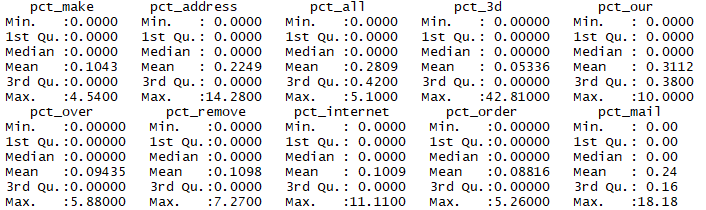 pct_make pct_address pct_all pct_3d pct_our
Min. :0.0000 Min. : 0.0000 Min. :0.0000 Min. : 0.00000 Min. : 0.0000
1st Qu.:0.0000 1st Qu.: 0.0000 1st Qu.:0.0000 1st Qu.: 0.00000 1st Qu.: 0.0000
Median :0.0000 Median : 0.0000 Median :0.0000 Median : 0.00000 Median : 0.0000
Mean :0.1043 Mean : 0.2249 Mean :0.2809 Mean : 0.05336 Mean : 0.3112
3rd Qu.:0.0000 3rd Qu.: 0.0000 3rd Qu.:0.4200 3rd Qu.: 0.00000 3rd Qu.: 0.3800
Max. :4.5400 Max. :14.2800 Max. :5.1000 Max. :42.81000 Max. :10.0000
pct_over pct_remove pct_internet pct_order pct_mail
Min. :0.00000 Min. :0.0000 Min. : 0.0000 Min. :0.00000 Min. : 0.00
1st Qu.:0.00000 1st Qu.:0.0000 1st Qu.: 0.0000 1st Qu.:0.00000 1st Qu.: 0.00
Median :0.00000 Median :0.0000 Median : 0.0000 Median :0.00000 Median : 0.00
Mean :0.09435 Mean :0.1098 Mean : 0.1009 Mean :0.08816 Mean : 0.24
3rd Qu.:0.00000 3rd Qu.:0.0000 3rd Qu.: 0.0000 3rd Qu.:0.00000 3rd Qu.: 0.16
Max. :5.88000 Max. :7.2700 Max. :11.1100 Max. :5.26000 Max. :18.18